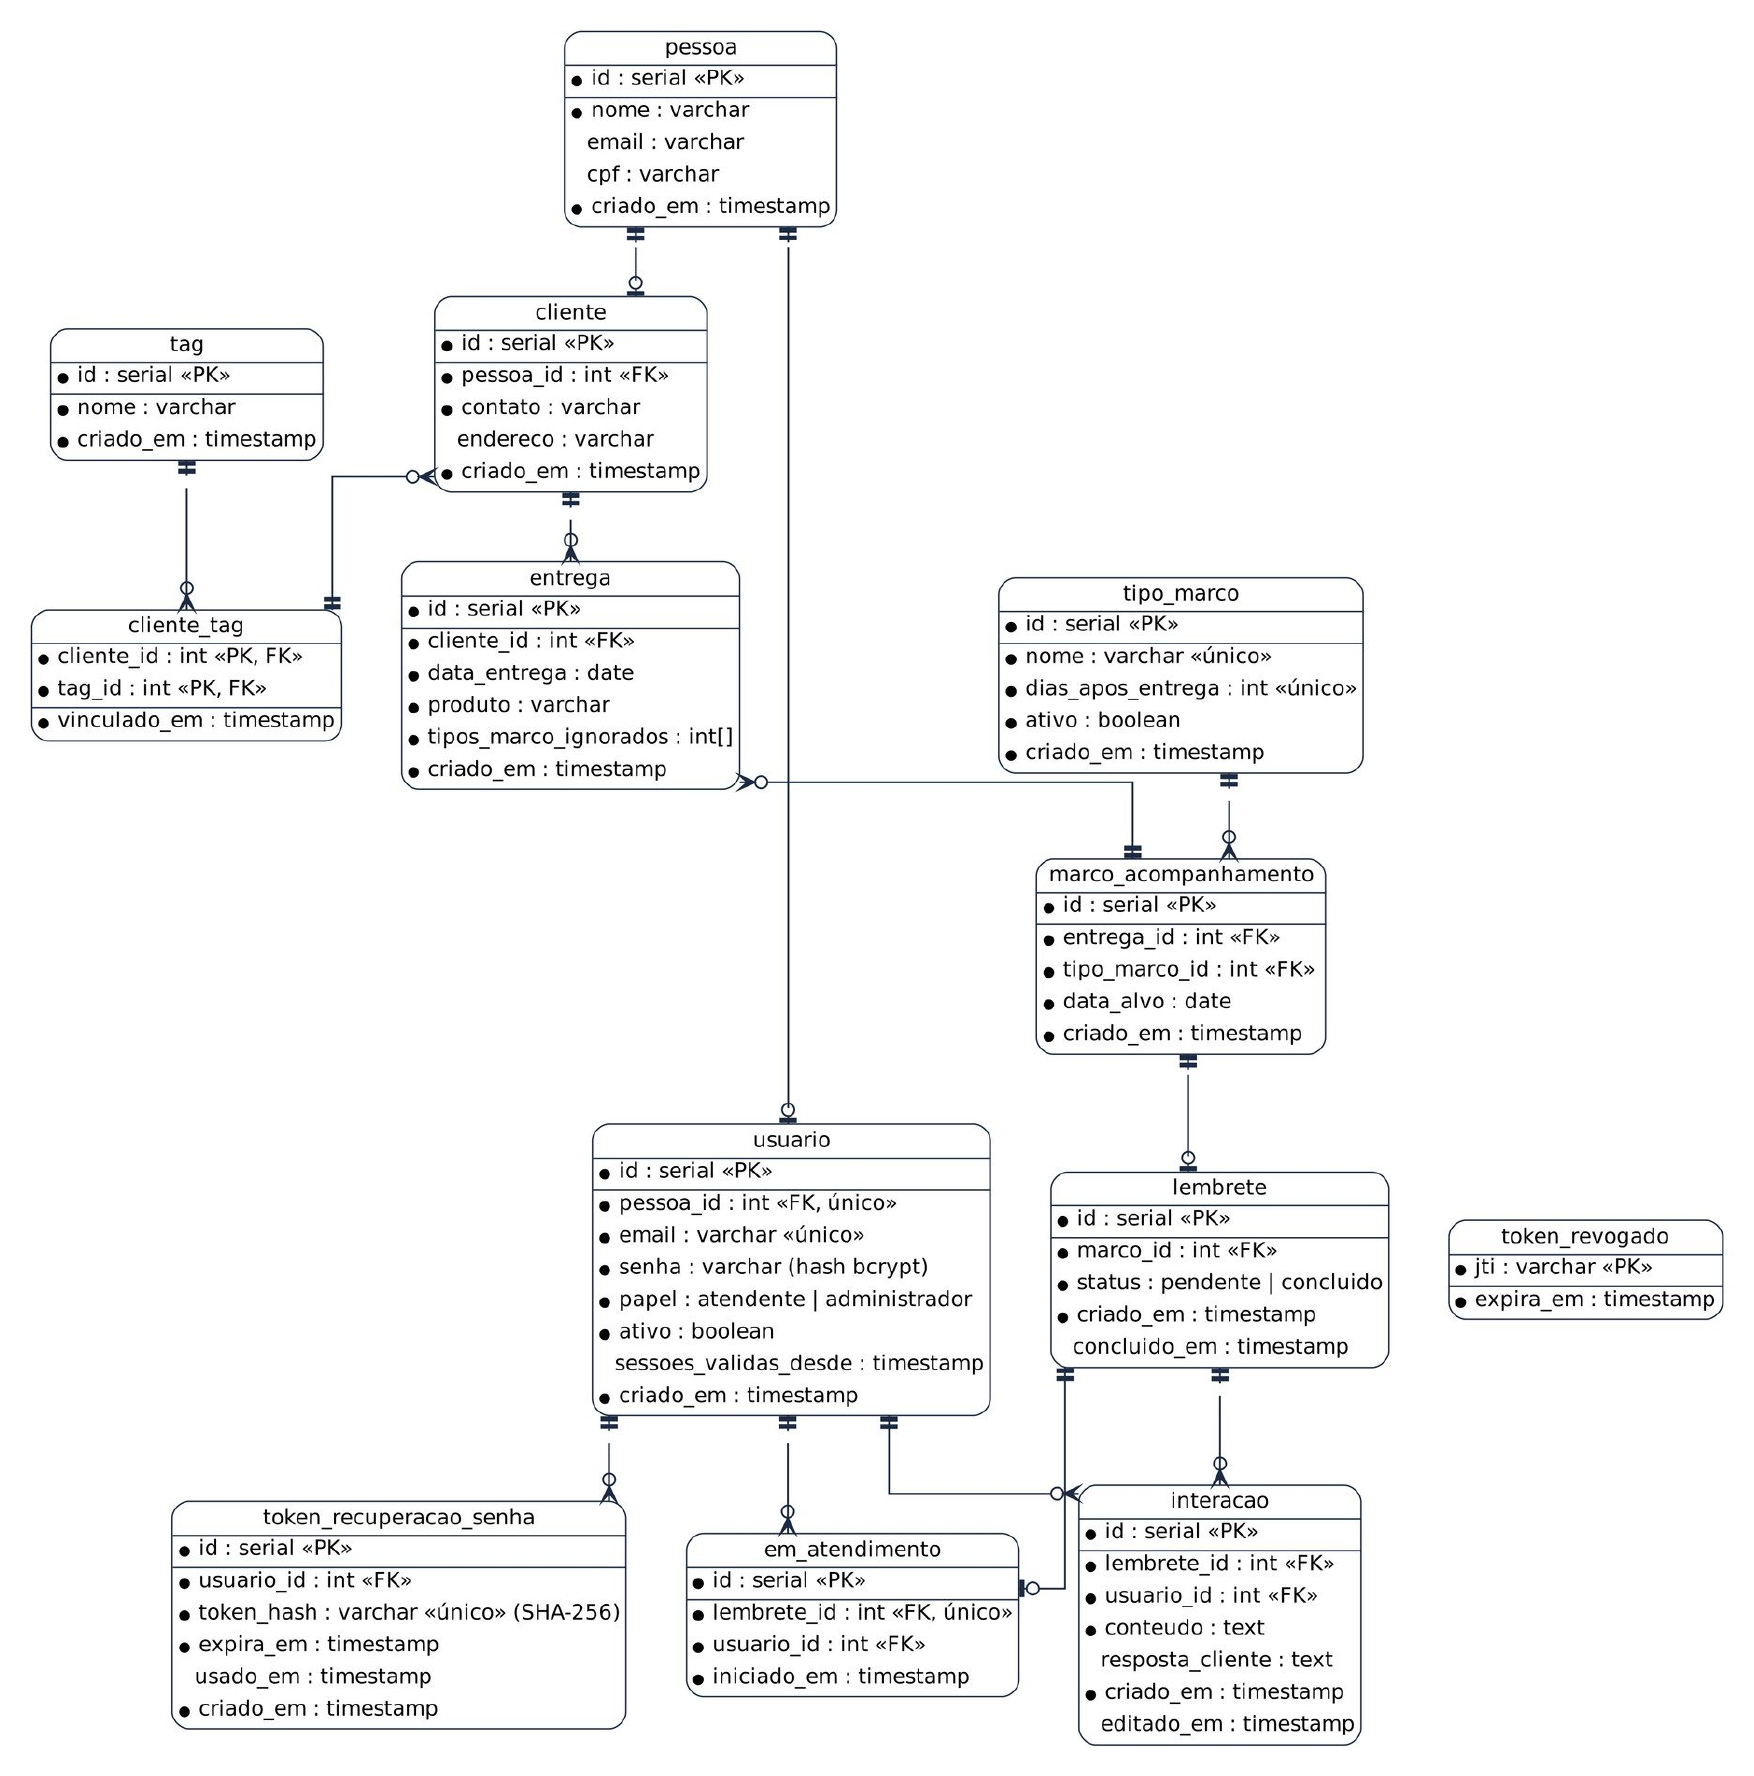 pessoa
id : serial «PK»
nome : varchar
email : varchar
cpf : varchar
criado_em : timestamp
cliente
id : serial «PK»
pessoa_id : int «FK»
contato : varchar
endereco : varchar
criado_em : timestamp
tag
id : serial «PK»
nome : varchar
criado_em : timestamp
cliente_tag
cliente_id : int «PK, FK»
tag_id : int «PK, FK»
vinculado_em : timestamp
entrega
id : serial «PK»
cliente_id : int «FK»
data_entrega : date
produto : varchar
tipos_marco_ignorados : int[]
criado_em : timestamp
tipo_marco
id : serial «PK»
nome : varchar «único»
dias_apos_entrega : int «único»
ativo : boolean
criado_em : timestamp
marco_acompanhamento
id : serial «PK»
entrega_id : int «FK»
tipo_marco_id : int «FK»
data_alvo : date
criado_em : timestamp
usuario
id : serial «PK»
pessoa_id : int «FK, único»
email : varchar «único»
senha : varchar (hash bcrypt)
papel : atendente | administrador
ativo : boolean
sessoes_validas_desde : timestamp
criado_em : timestamp
lembrete
id : serial «PK»
marco_id : int «FK»
status : pendente | concluido
criado_em : timestamp
concluido_em : timestamp
token_revogado
jti : varchar «PK»
expira_em : timestamp
token_recuperacao_senha
id : serial «PK»
usuario_id : int «FK»
token_hash : varchar «único» (SHA-256)
expira_em : timestamp
usado_em : timestamp
criado_em : timestamp
em_atendimento
id : serial «PK»
lembrete_id : int «FK, único»
usuario_id : int «FK»
iniciado_em : timestamp
interacao
id : serial «PK»
lembrete_id : int «FK»
usuario_id : int «FK»
conteudo : text
resposta_cliente : text
criado_em : timestamp
editado_em : timestamp